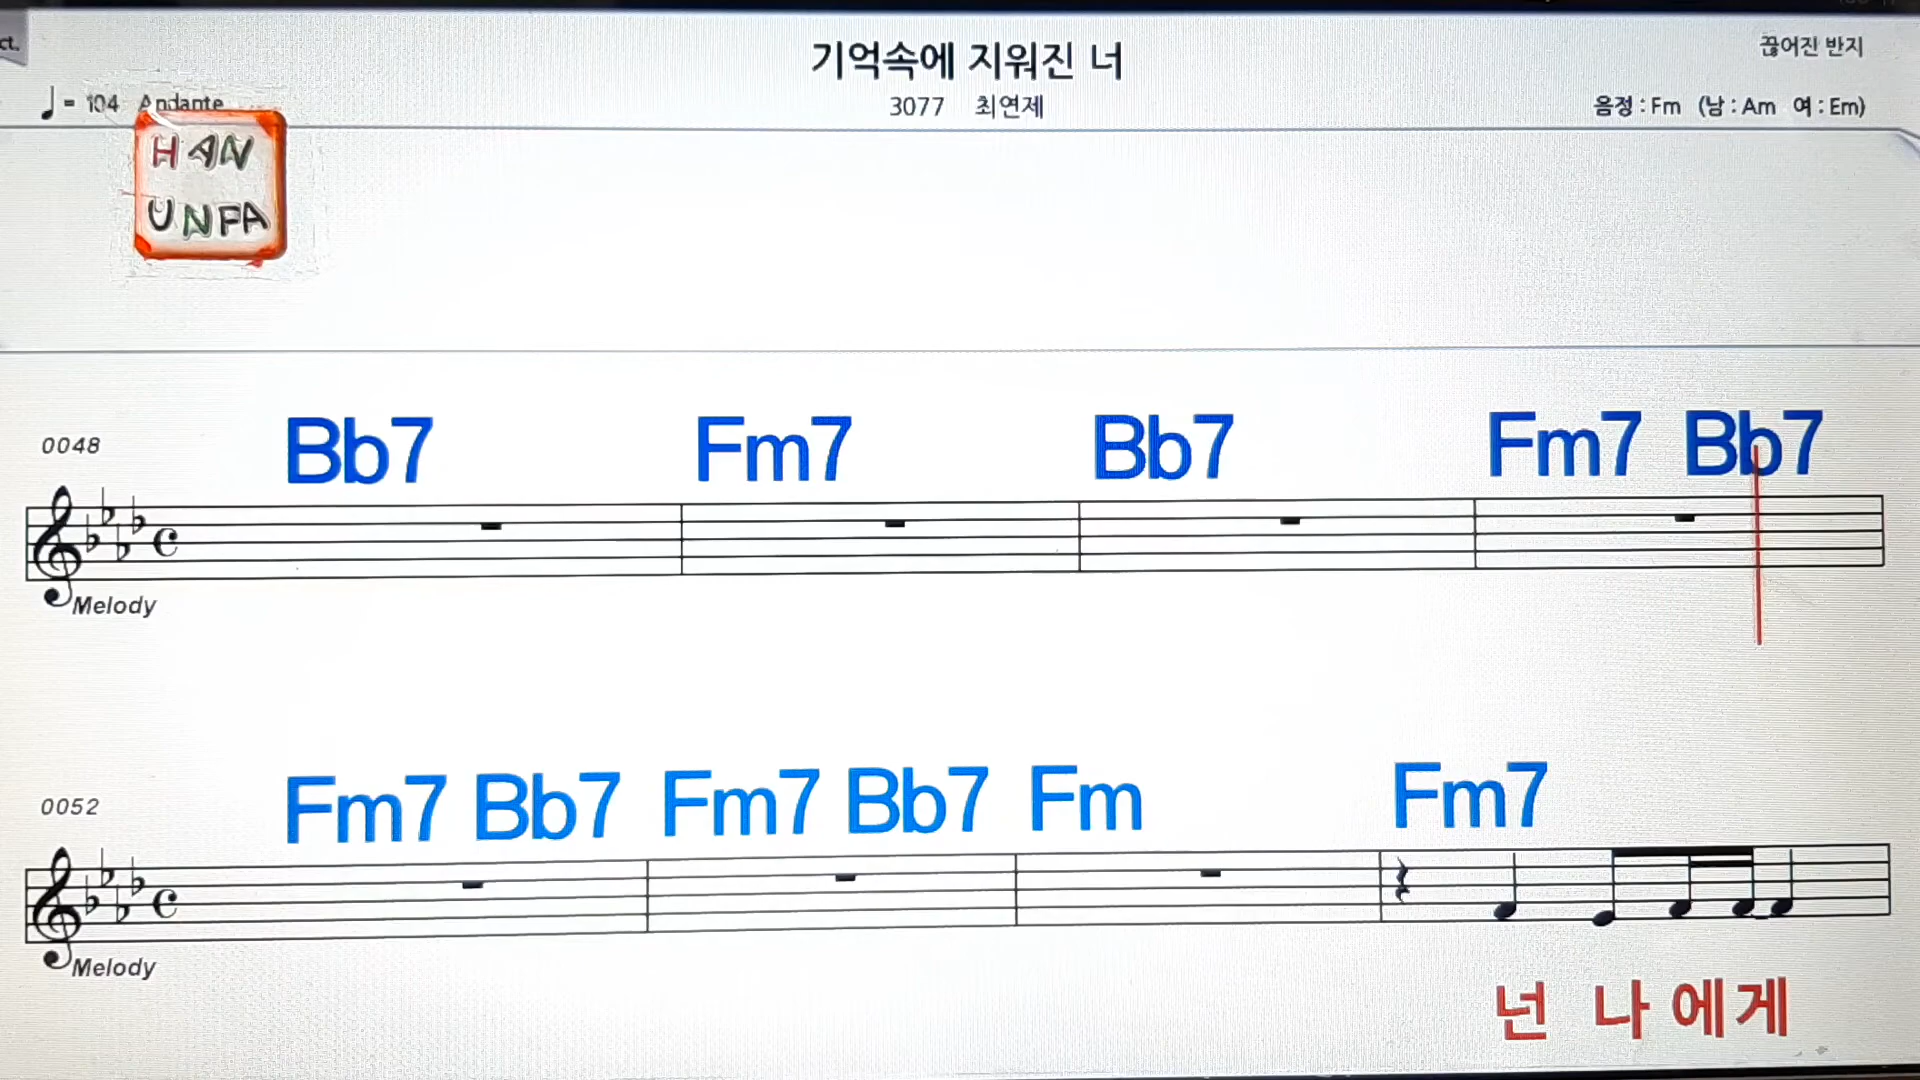 ct.
기억속에 지워진 너
끊어진 반지
♩= 104 Andante
3077 최연제
음정 : Fm (남 : Am 여 : Em)
HAN
UNFA
Bb7 Fm7 Bb7 Fm7 Bb7
0048
Melody
Fm7 Bb7 Fm7 Bb7 Fm Fm7
0052
Melody
넌 나 에 게